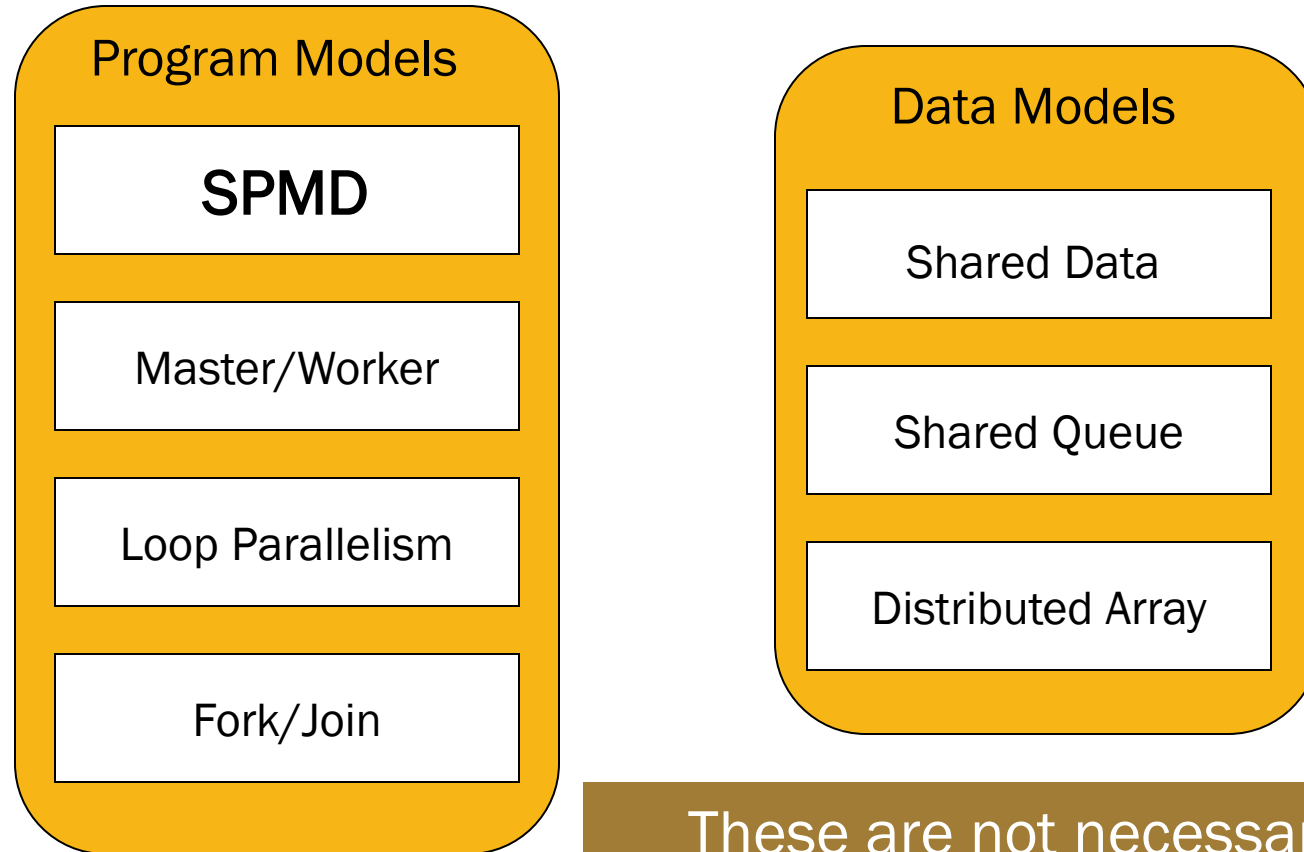 Program Models
SPMD
Master/Worker
Loop Parallelism
Fork/Join
Data Models
Shared Data
Shared Queue
Distributed Array
These are not